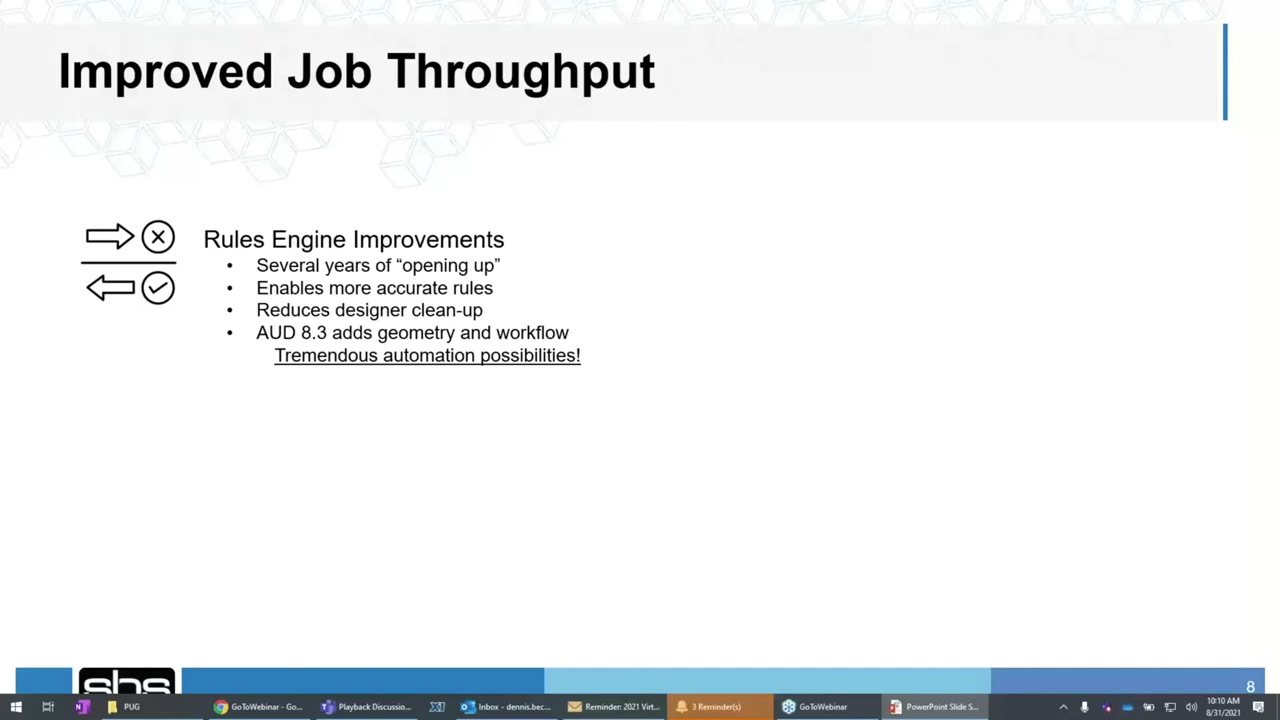 Improved Job Throughput
Rules Engine Improvements
• Several years of “opening up”
• Enables more accurate rules
• Reduces designer clean-up
• AUD 8.3 adds geometry and workflow
Tremendous automation possibilities!
sbs
8
PUG
GoToWebinar - Go...
Playback Discussio...
Inbox - dennis.bec...
Reminder: 2021 Virt...
3 Reminder(s)
GoToWebinar
PowerPoint Slide S...
10:10 AM
8/31/2021